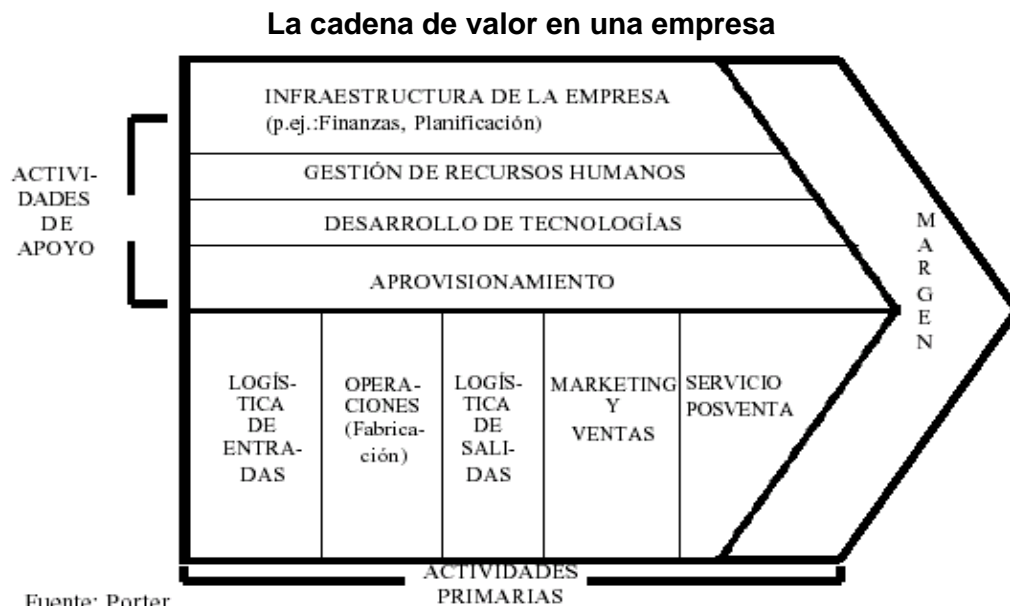 La cadena de valor en una empresa
INFRAESTRUCTURA DE LA EMPRESA
(p.ej.:Finanzas, Planificación)
GESTIÓN DE RECURSOS HUMANOS
DESARROLLO DE TECNOLOGÍAS
APROVISIONAMIENTO
ACTIVI-
DADES
DE
APOYO
M
A
R
G
E
N
LOGÍS-
TICA
DE
ENTRA-
DAS
OPERA-
CIONES
(Fabrica-
ción)
LOGÍS-
TICA
DE
SALI-
DAS
MARKETING
Y
VENTAS
SERVICIO
POSVENTA
ACTIVIDADES
PRIMARIAS
Fuente: Porter